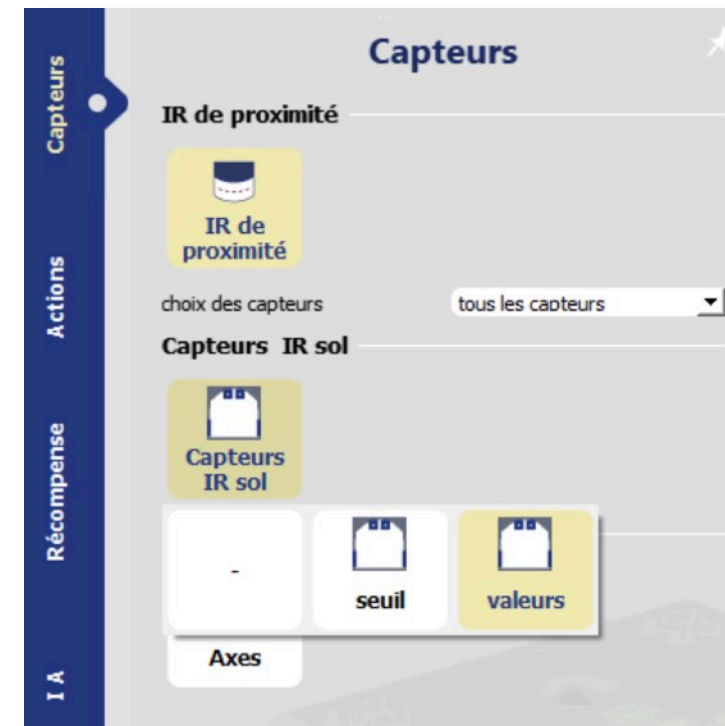 Capteurs
Actions
Récompense
I A
Capteurs
IR de proximité
IR de
proximité
choix des capteurs
tous les capteurs
Capteurs IR sol
Capteurs
IR sol
-
seuil
valeurs
Axes